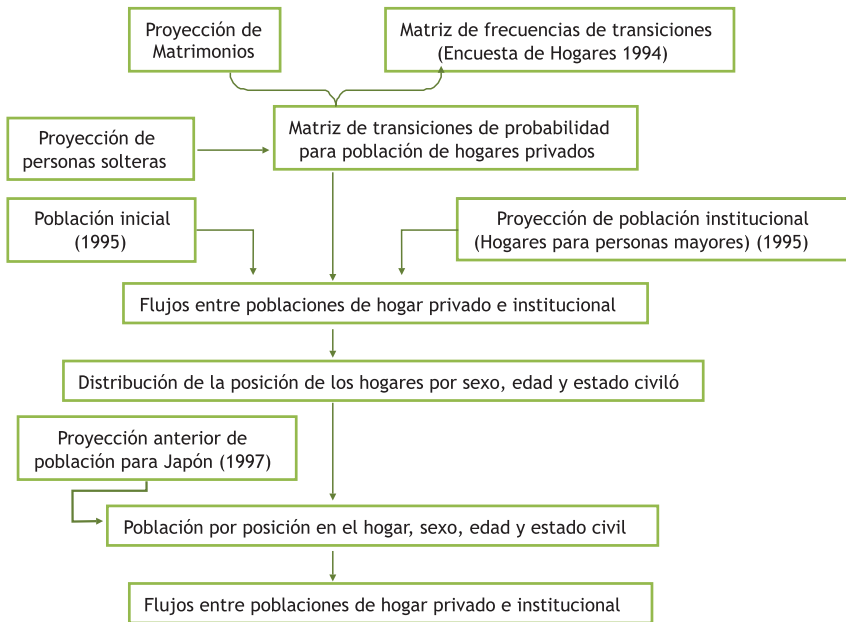 Proyección de
Matrimonios
Matriz de frecuencias de transiciones
(Encuesta de Hogares 1994)
Proyección de
personas solteras
Matriz de transiciones de probabilidad
para población de hogares privados
Población inicial
(1995)
Proyección de población institucional
(Hogares para personas mayores) (1995)
Flujos entre poblaciones de hogar privado e institucional
Distribución de la posición de los hogares por sexo, edad y estado civiló
Proyección anterior de
población para Japón (1997)
Población por posición en el hogar, sexo, edad y estado civil
Flujos entre poblaciones de hogar privado e institucional